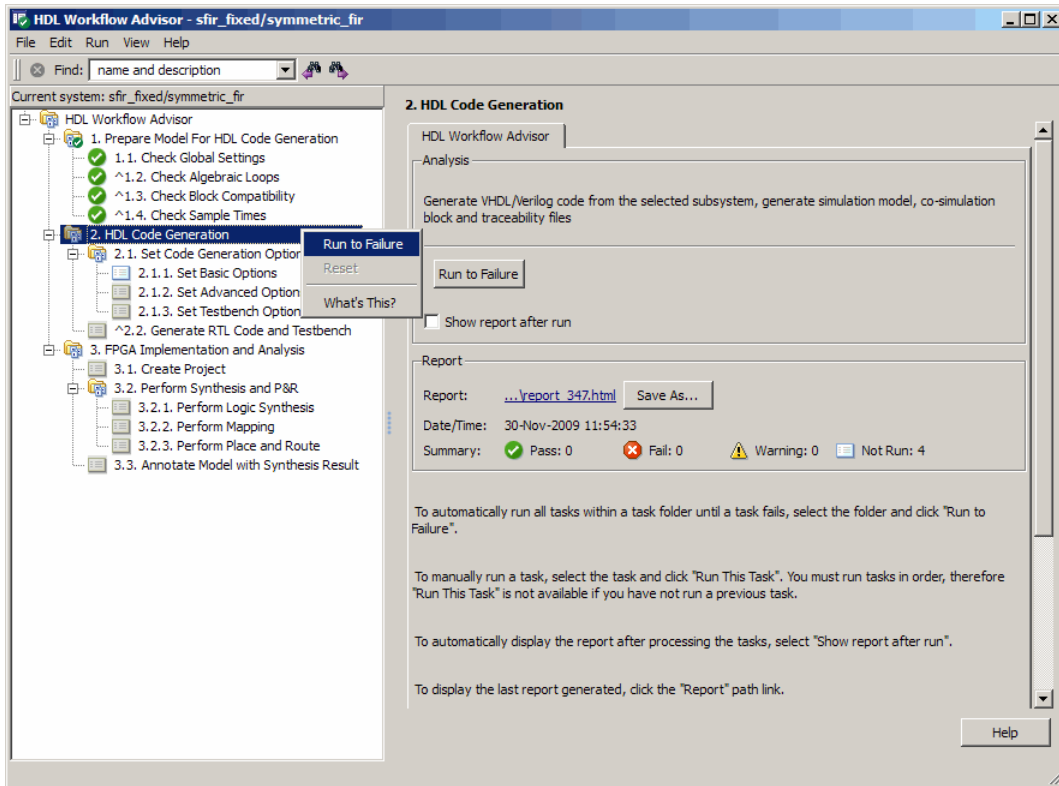 HDL Workflow Advisor - sfir_fixed/symmetric_fir
File Edit Run View Help
Find: name and description
Current system: sfir_fixed/symmetric_fir
HDL Workflow Advisor
1. Prepare Model For HDL Code Generation
1.1. Check Global Settings
^1.2. Check Algebraic Loops
^1.3. Check Block Compatibility
^1.4. Check Sample Times
2. HDL Code Generation
2.1. Set Code Generation Option
2.1.1. Set Basic Options
2.1.2. Set Advanced Option
2.1.3. Set Testbench Option
^2.2. Generate RTL Code and Testbench
3. FPGA Implementation and Analysis
3.1. Create Project
3.2. Perform Synthesis and P&R
3.2.1. Perform Logic Synthesis
3.2.2. Perform Mapping
3.2.3. Perform Place and Route
3.3. Annotate Model with Synthesis Result
Run to Failure
Reset
What's This?
2. HDL Code Generation
HDL Workflow Advisor
Analysis
Generate VHDL/Verilog code from the selected subsystem, generate simulation model, co-simulation
block and traceability files
Run to Failure
Show report after run
Report
Report: ...\report_347.html Save As...
Date/Time: 30-Nov-2009 11:54:33
Summary: Pass: 0 Fail: 0 Warning: 0 Not Run: 4
To automatically run all tasks within a task folder until a task fails, select the folder and click "Run to
Failure".
To manually run a task, select the task and click "Run This Task". You must run tasks in order, therefore
"Run This Task" is not available if you have not run a previous task.
To automatically display the report after processing the tasks, select "Show report after run".
To display the last report generated, click the "Report" path link.
Help